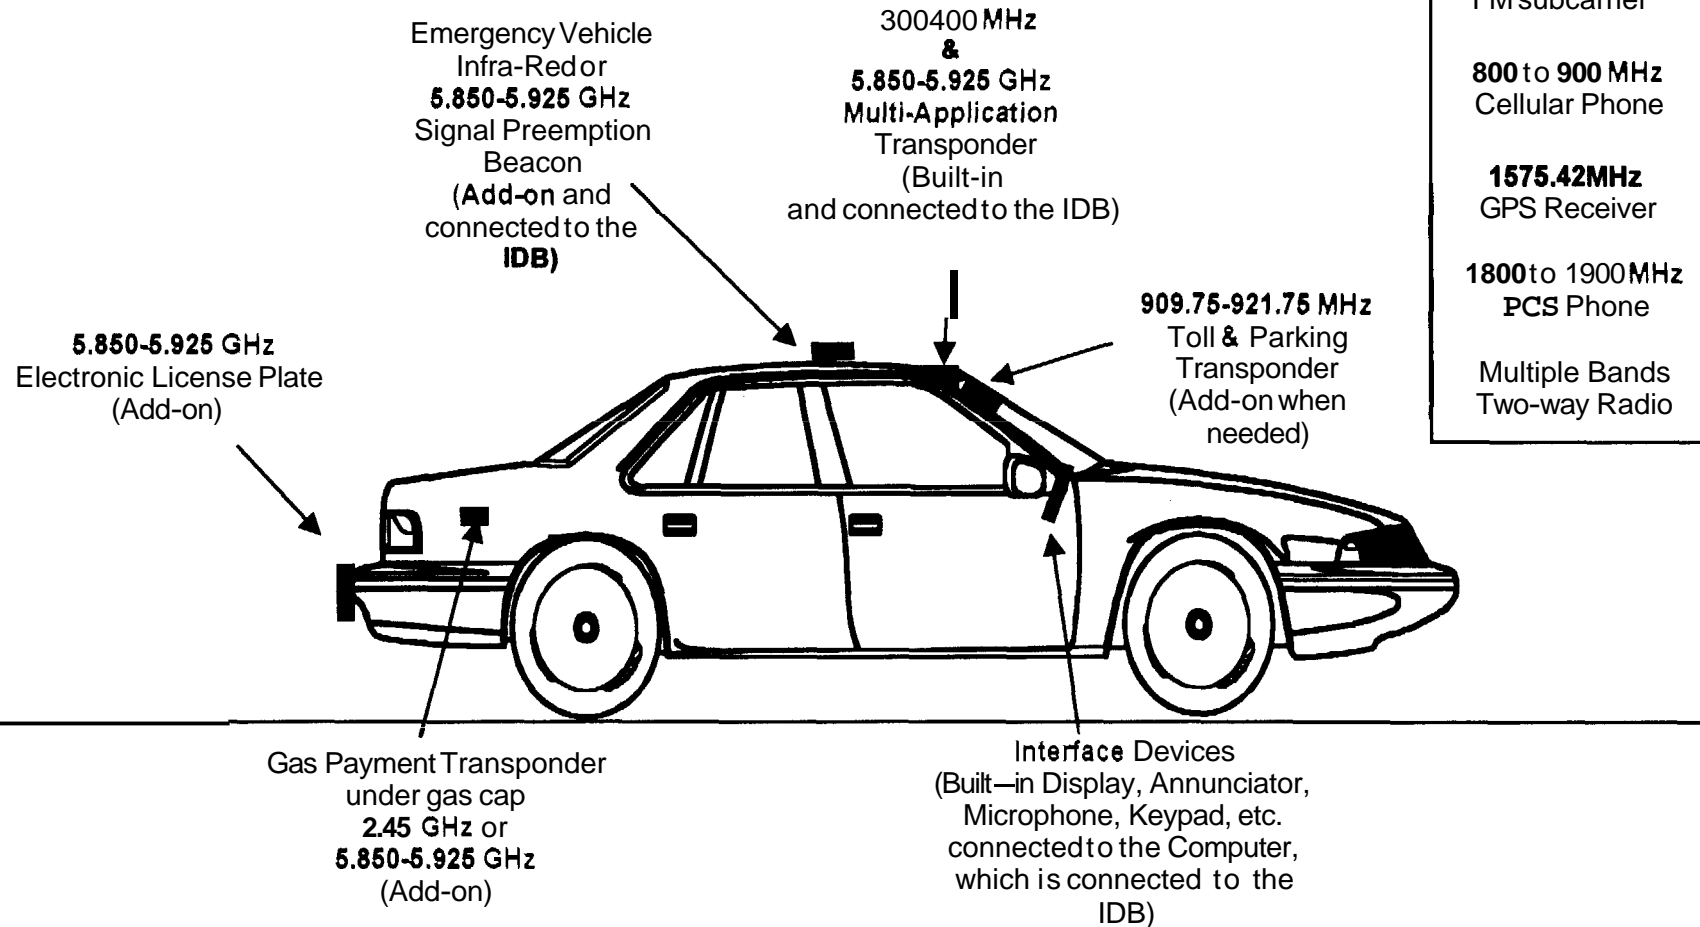 Emergency Vehicle
Infra-Red or
5.850-5.925 GHz
Signal Preemption
Beacon
(Add-on and
connected to the
IDB)
300400 MHz
&
5.850-5.925 GHz
Multi-Application
Transponder
(Built-in
and connected to the IDB)
FM subcarrier
800 to 900 MHz
Cellular Phone
1575.42MHz
GPS Receiver
1800 to 1900 MHz
PCS Phone
Multiple Bands
Two-way Radio
909.75-921.75 MHz
Toll & Parking
Transponder
(Add-on when
needed)
5.850-5.925 GHz
Electronic License Plate
(Add-on)
Gas Payment Transponder
under gas cap
2.45 GHz or
5.850-5.925 GHz
(Add-on)
Interface Devices
(Built—in Display, Annunciator,
Microphone, Keypad, etc.
connected to the Computer,
which is connected to the
IDB)